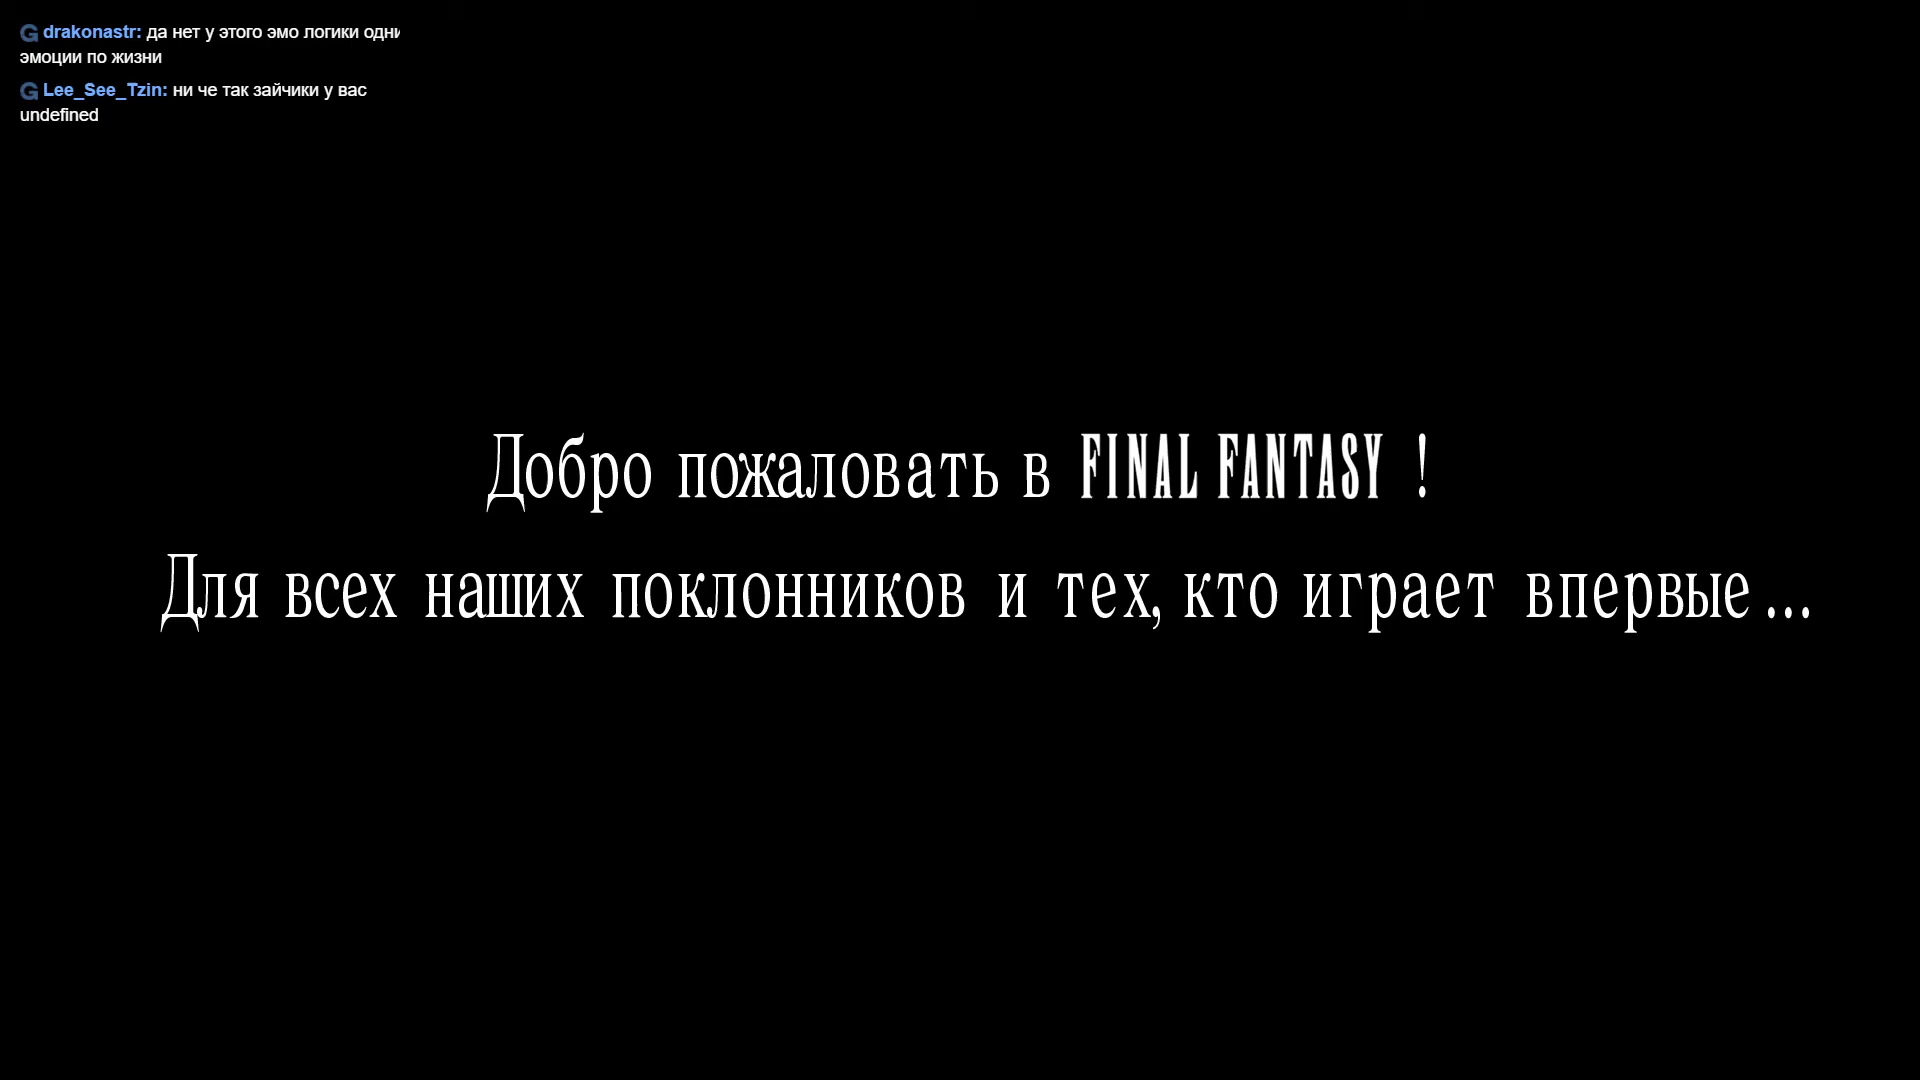 G drakonastr: да нет у этого эмо логики одни
эмоции по жизни
G Lee_See_Tzin: ни че так зайчики у вас
undefined
Добро пожаловать в FINAL FANTASY !
Для всех наших поклонников и тех, кто играет впервые...